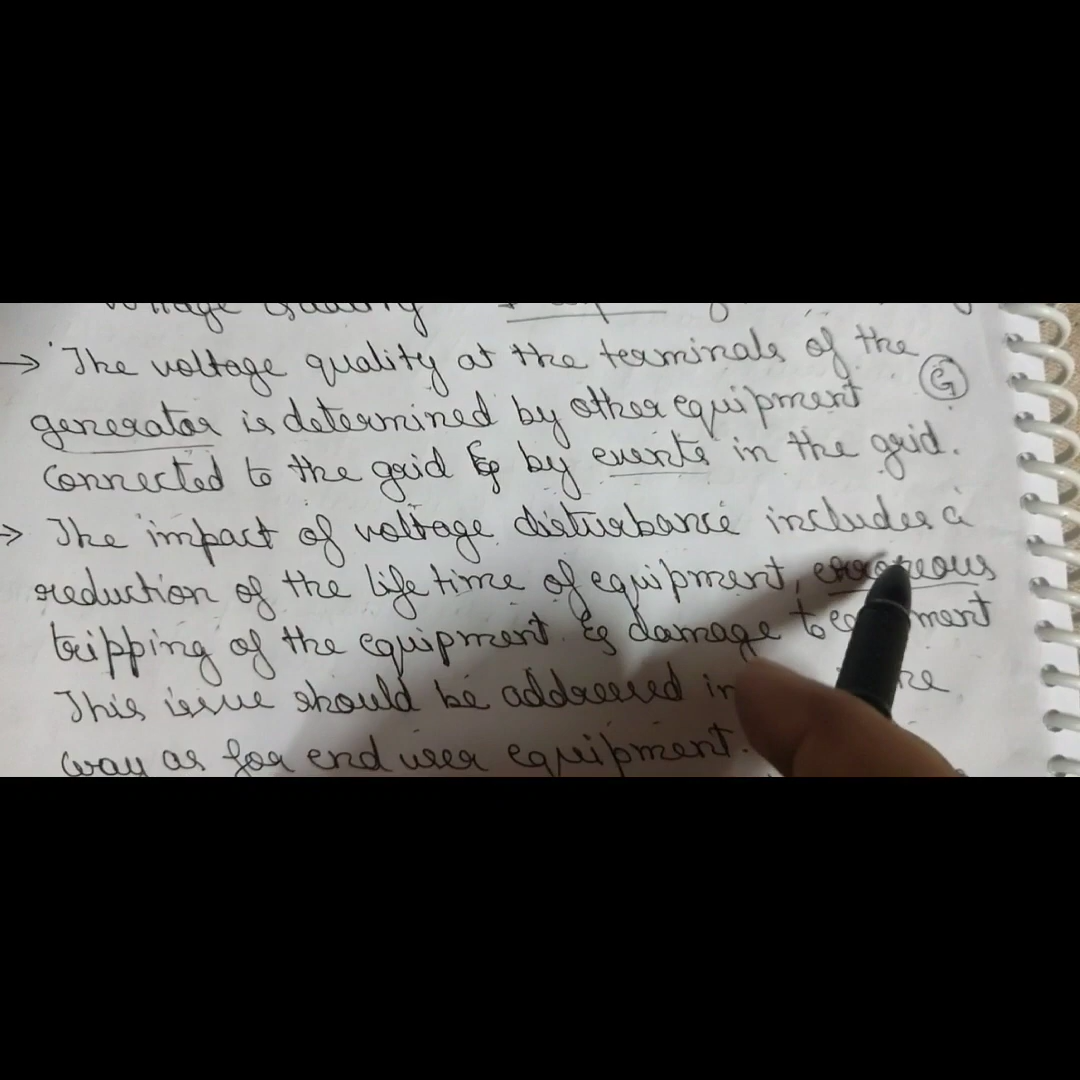 voltage quality
→ The voltage quality at the terminals of the
generator is determined by other equipment G
connected to the grid & by events in the grid.
→ The impact of voltage disturbance includes a
reduction of the life time of equipment, erroneous
tripping of the equipment & damage to
This issue should be addressed in
way as for end user equipment.